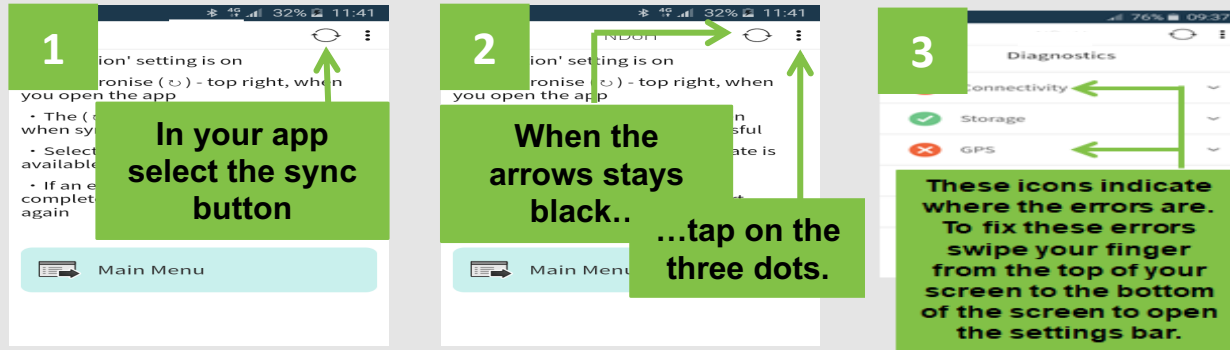 32% 11:41
1
ion' setting is on
ronise (↻) - top right, when
you open the app
• The (
when sy
• Select
available
• If an e
complet
again
In your app
select the sync
button
Main Menu
4G 32% 11:41
2
ion' setting is on
ronise (↻) - top right, when
you open the app
n
sful
ate is
When the
arrows stays
black..
…tap on the
three dots.
Main Menu
76% 09:37
3
Diagnostics
Connectivity
Storage
GPS
These icons indicate
where the errors are.
To fix these errors
swipe your finger
from the top of your
screen to the bottom
of the screen to open
the settings bar.